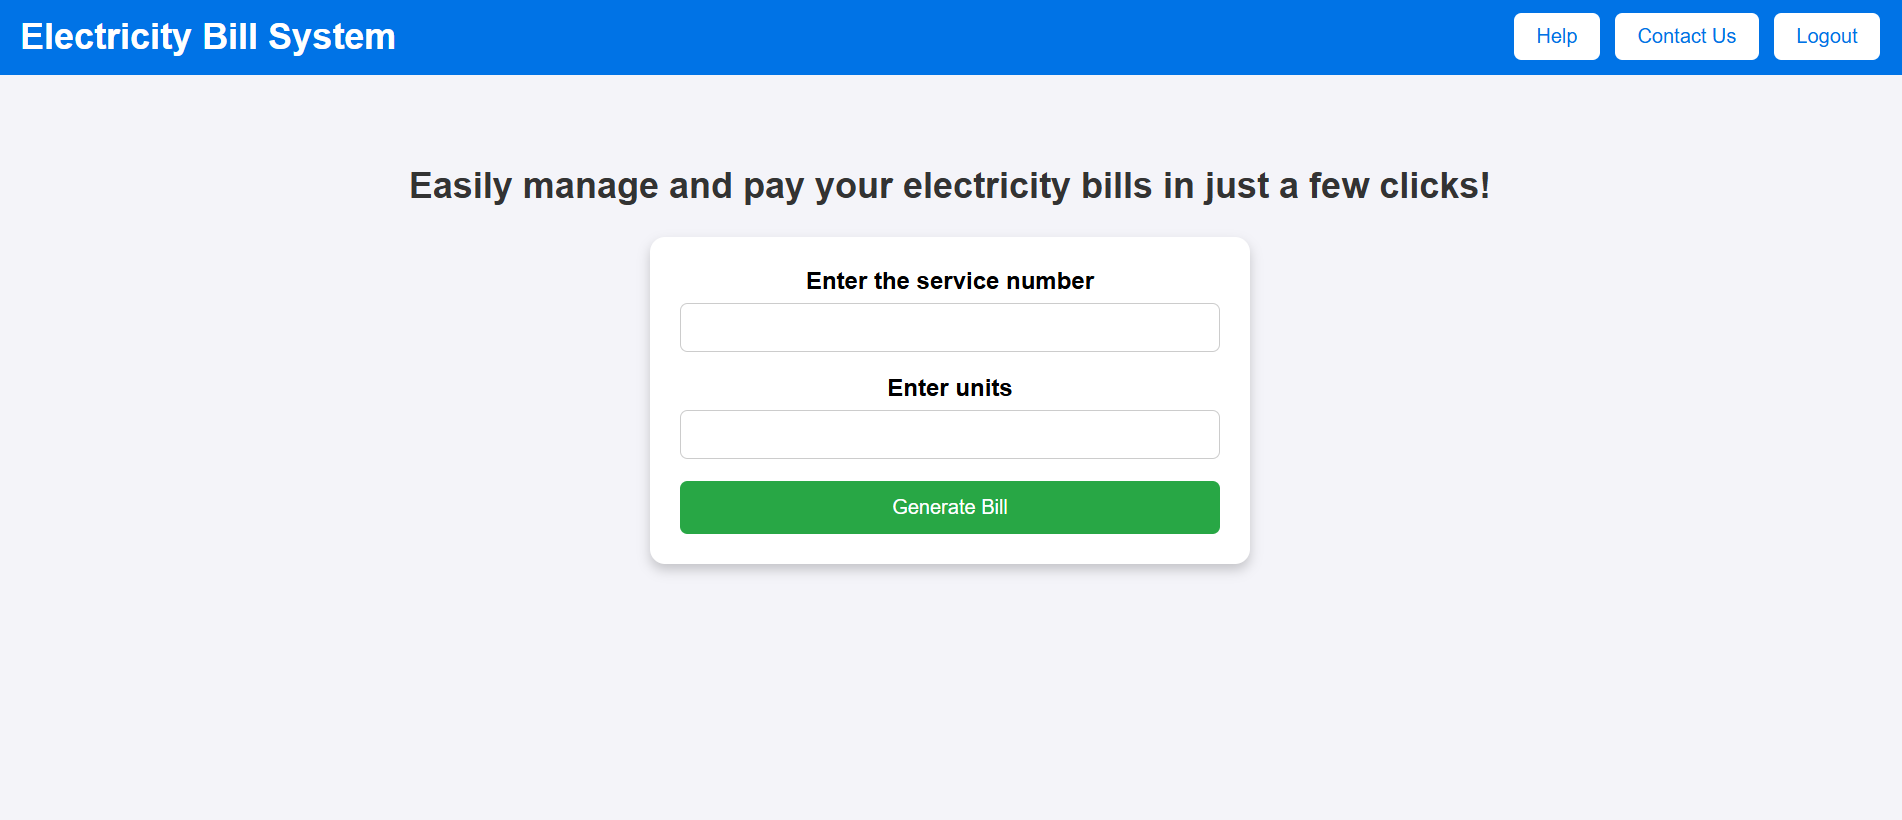 Electricity Bill System
Help
Contact Us
Logout
Easily manage and pay your electricity bills in just a few clicks!
Enter the service number
Enter units
Generate Bill